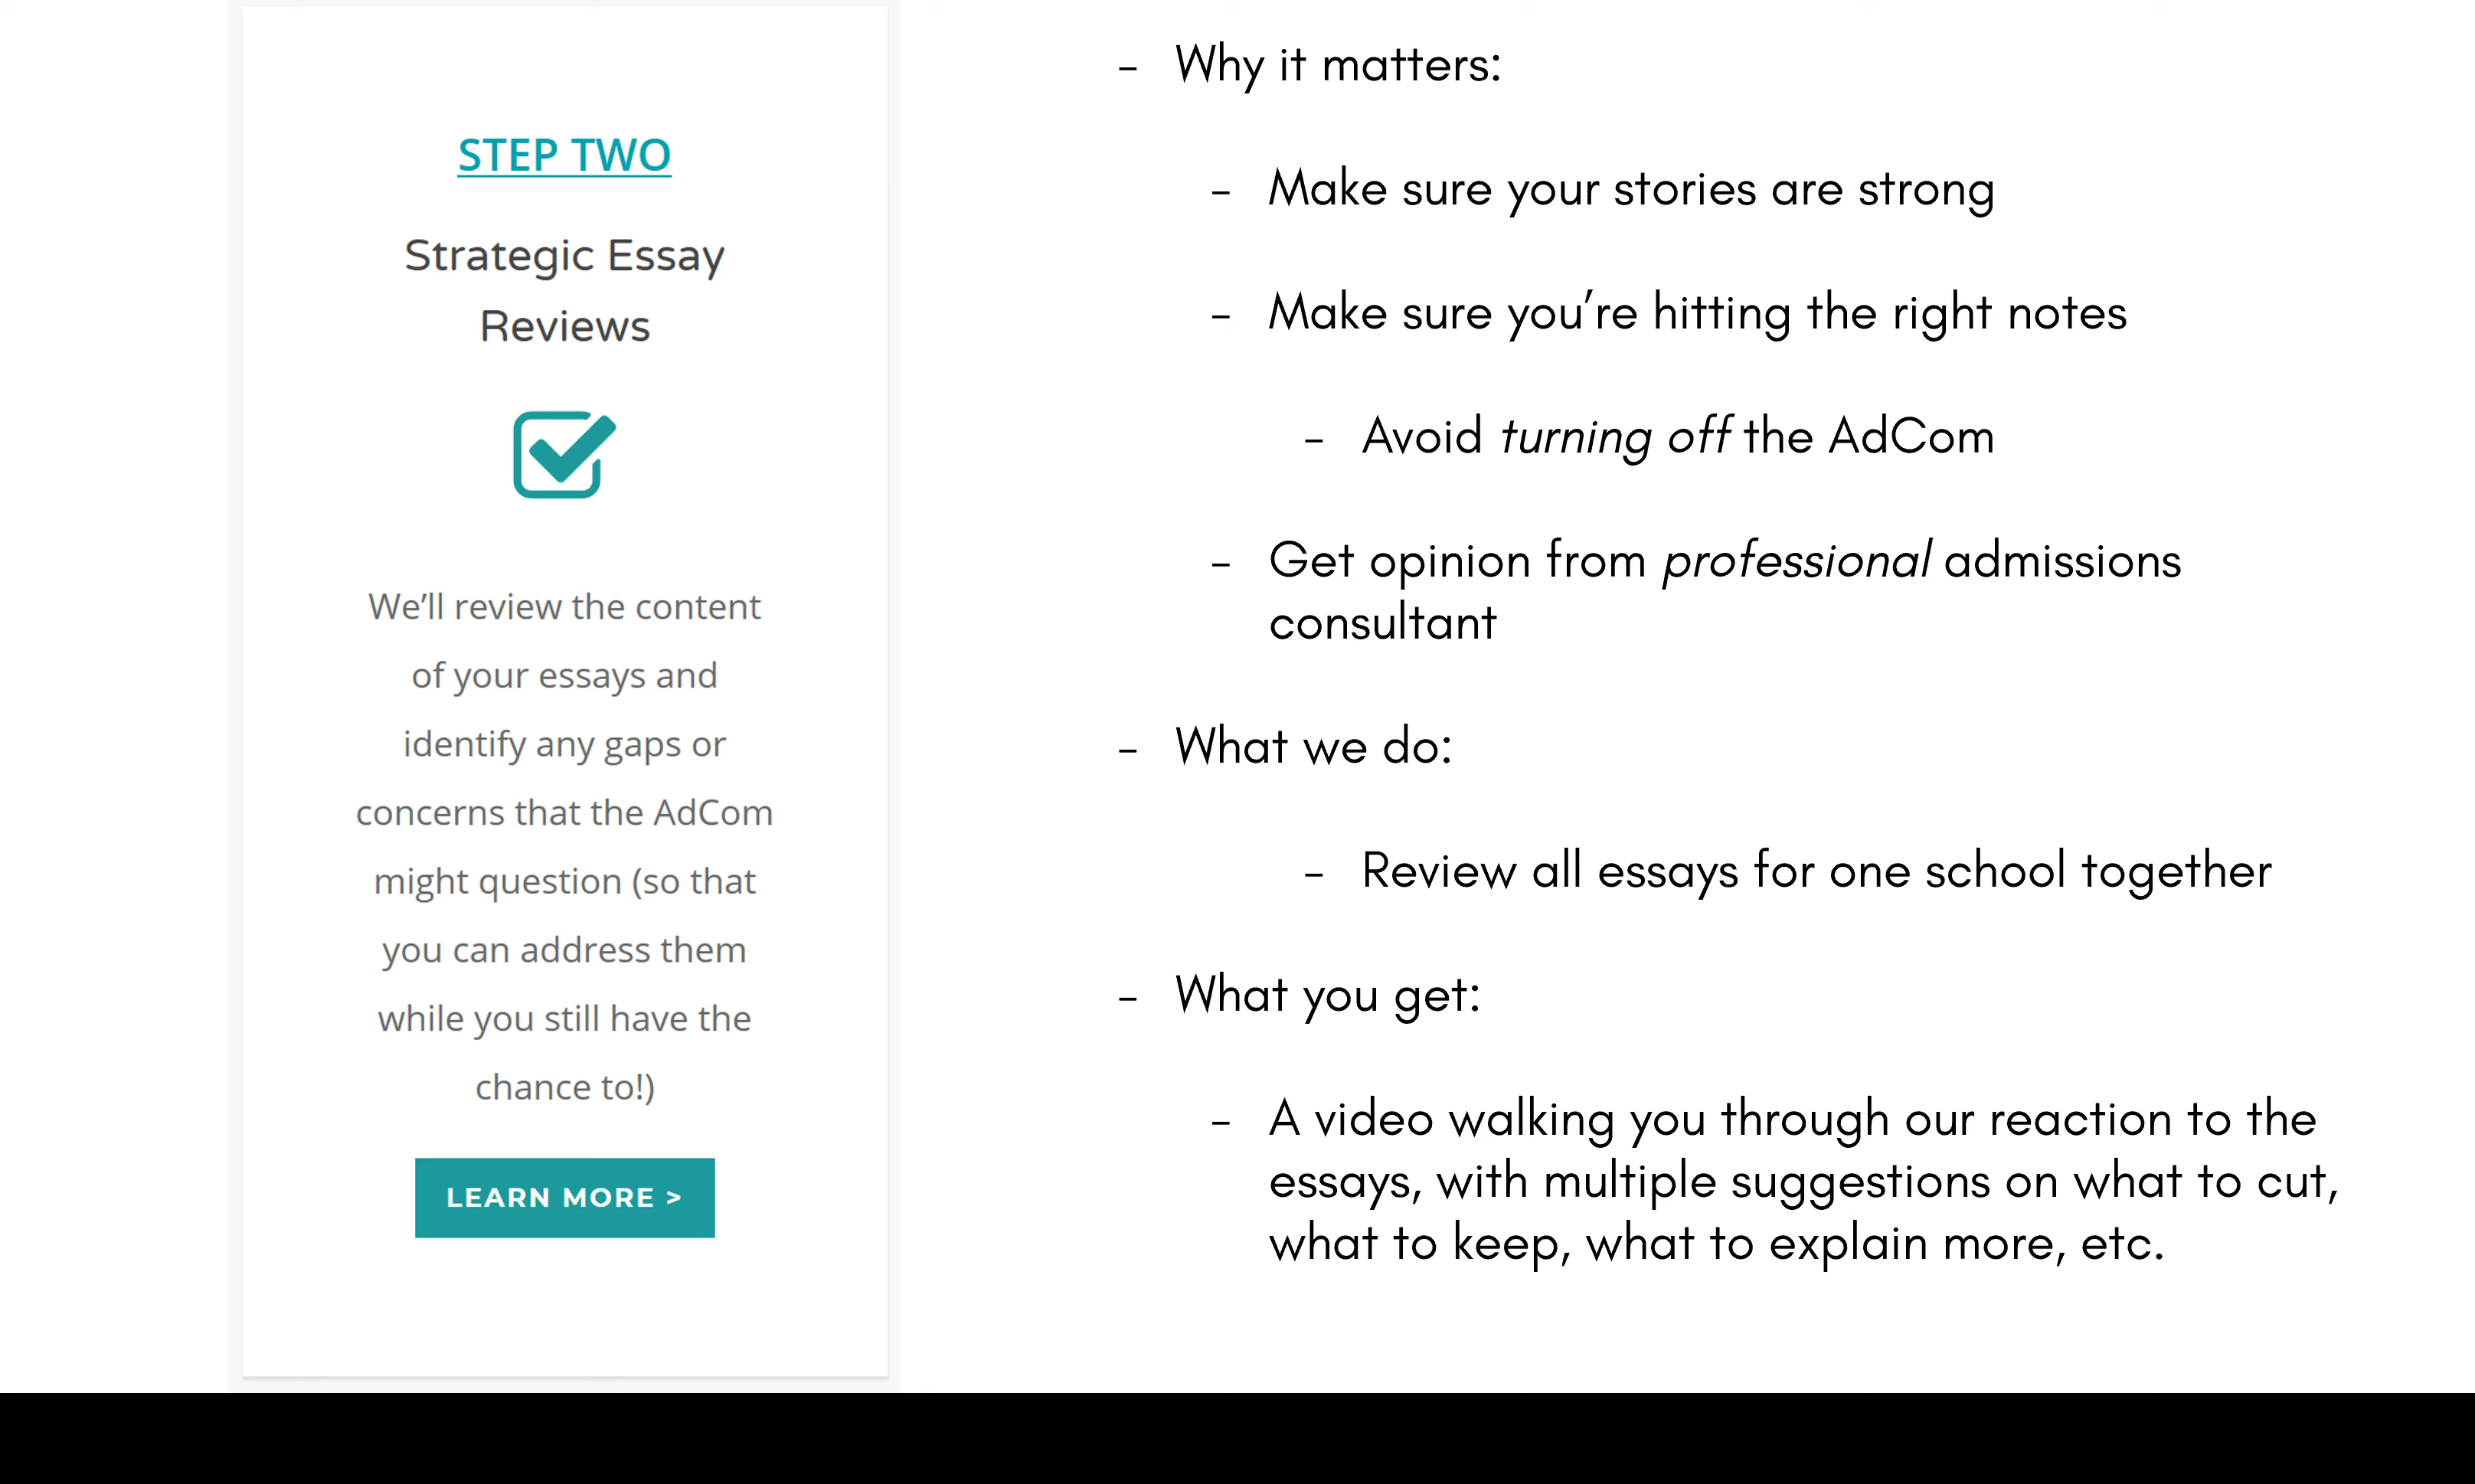 STEP TWO
Strategic Essay
Reviews
We’ll review the content
of your essays and
identify any gaps or
concerns that the AdCom
might question (so that
you can address them
while you still have the
chance to!)
LEARN MORE >
- Why it matters:
- Make sure your stories are strong
- Make sure you’re hitting the right notes
- Avoid turning off the AdCom
- Get opinion from professional admissions
consultant
- What we do:
- Review all essays for one school together
- What you get:
- A video walking you through our reaction to the
essays, with multiple suggestions on what to cut,
what to keep, what to explain more, etc.